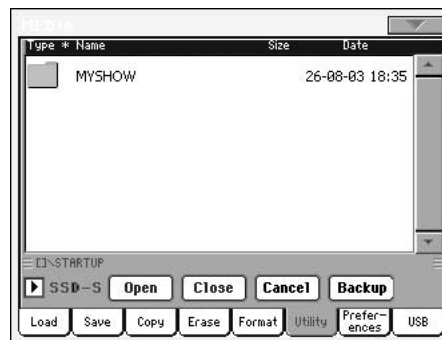 MEDIA
Type * Name Size Date
MYSHOW 26-08-03 18:35
[]\STARTUP
SSD-S Open Close Cancel Backup
Load Save Copy Erase Format Utility Prefer-ences USB